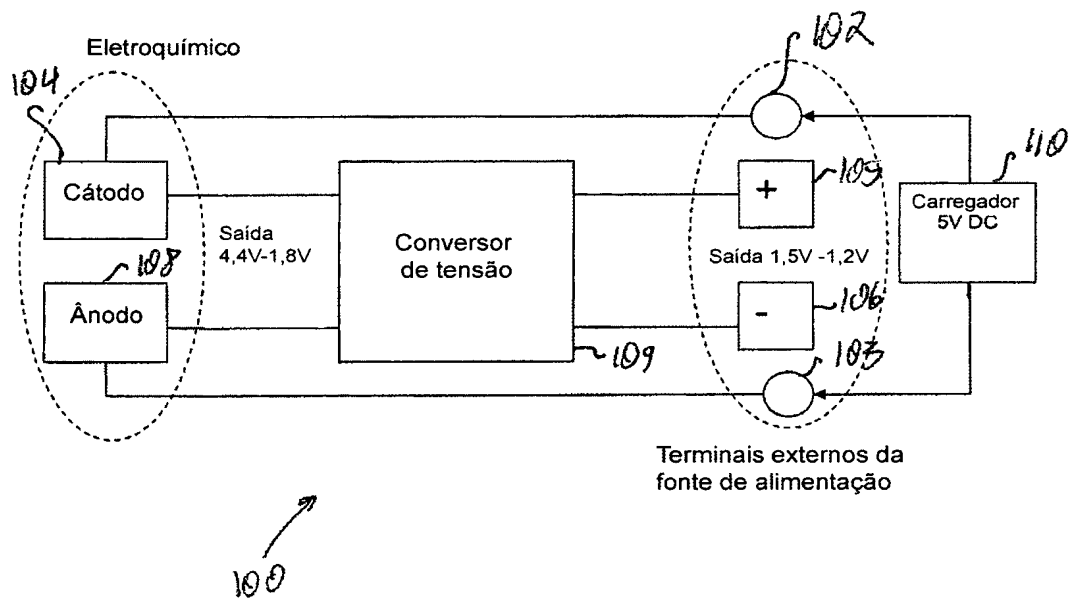 Eletroquímico
102
104
110
Cátodo
+
105
Carregador
5V DC
Saída
4,4V-1,8V
Conversor
de tensão
Saída 1,5V -1,2V
108
Ânodo
-
106
109
103
Terminais externos da
fonte de alimentação
100